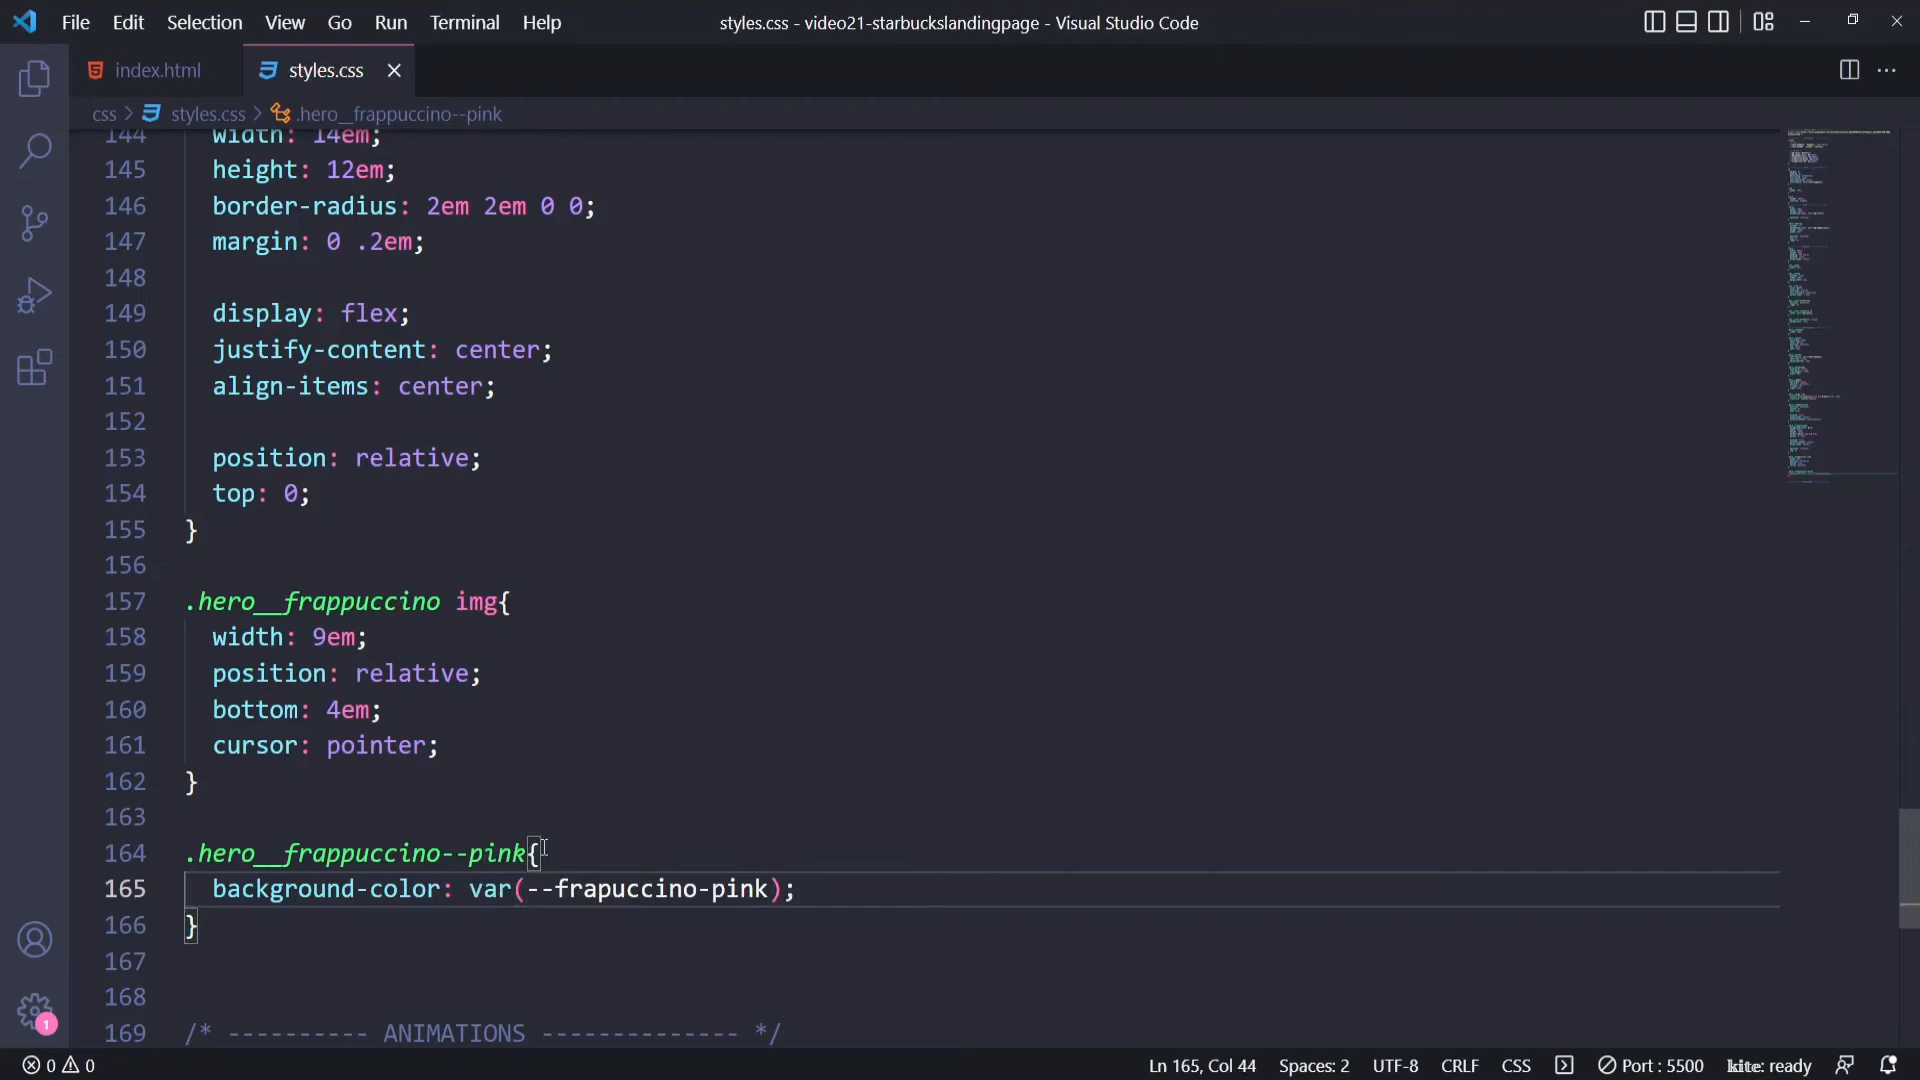 File Edit Selection View Go Run Terminal Help styles.css - video21-starbuckslandingpage - Visual Studio Code
index.html styles.css
css > styles.css > .hero__frappuccino--pink
144 width: 14em;
145 height: 12em;
146 border-radius: 2em 2em 0 0;
147 margin: 0 .2em;
148
149 display: flex;
150 justify-content: center;
151 align-items: center;
152
153 position: relative;
154 top: 0;
155 }
156
157 .hero__frappuccino img{
158 width: 9em;
159 position: relative;
160 bottom: 4em;
161 cursor: pointer;
162 }
163
164 .hero__frappuccino--pink{
165 background-color: var(--frapuccino-pink);
166 }
167
168
169 /* ---------- ANIMATIONS -------------- */
1
0 0 Ln 165, Col 44 Spaces: 2 UTF-8 CRLF CSS Port : 5500 kite: ready